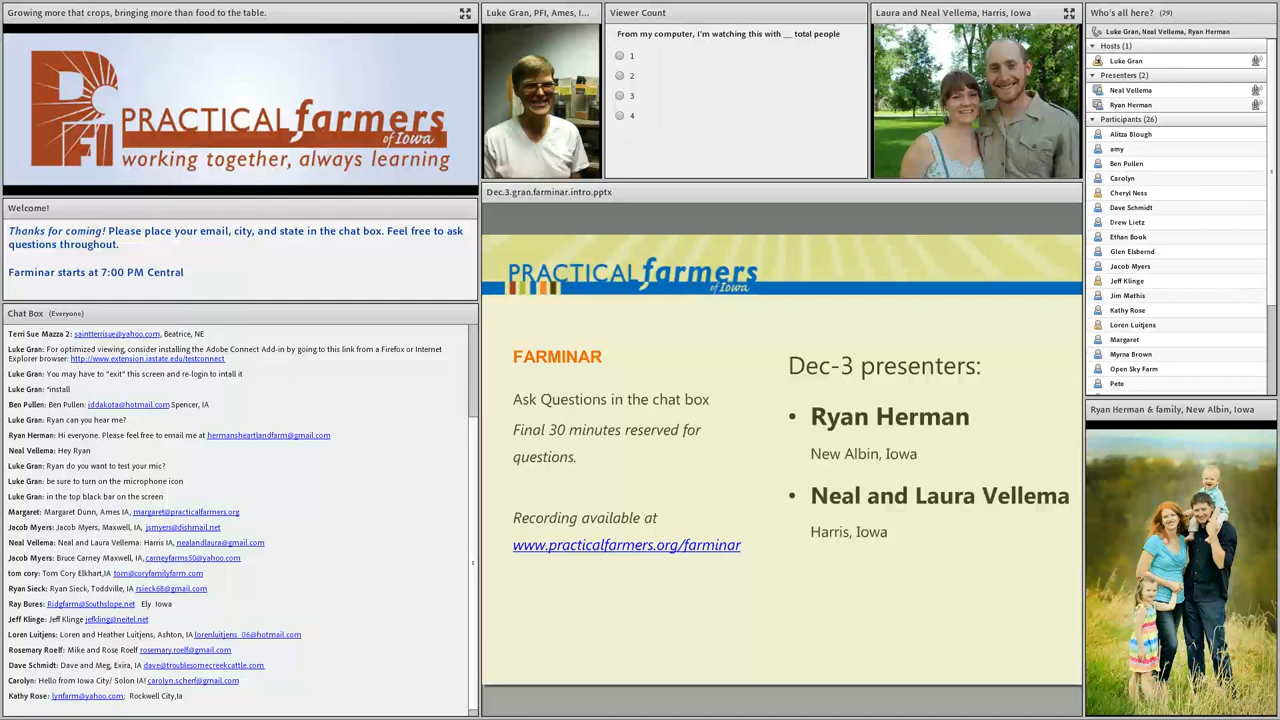 Growing more that crops, bringing more than food to the table.
PFI
PRACTICAL farmers
of Iowa
working together, always learning
Welcome!
Thanks for coming! Please place your email, city, and state in the chat box. Feel free to ask
questions throughout.
Farminar starts at 7:00 PM Central
Chat Box (Everyone)
Terri Sue Mazza 2: saintterrisue@yahoo.com, Beatrice, NE
Luke Gran: For optimized viewing, consider installing the Adobe Connect Add-in by going to this link from a Firefox or Internet
Explorer browser: http://www.extension.iastate.edu/testconnect
Luke Gran: You may have to "exit" this screen and re-login to intall it
Luke Gran: *install
Ben Pullen: Ben Pullen: iddakota@hotmail.com Spencer, IA
Luke Gran: Ryan can you hear me?
Ryan Herman: Hi everyone. Please feel free to email me at hermansheartlandfarm@gmail.com
Neal Vellema: Hey Ryan
Luke Gran: Ryan do you want to test your mic?
Luke Gran: be sure to turn on the microphone icon
Luke Gran: in the top black bar on the screen
Margaret: Margaret Dunn, Ames IA, margaret@practicalfarmers.org
Jacob Myers: Jacob Myers, Maxwell, IA, jsmyers@dishmail.net
Neal Vellema: Neal and Laura Vellema: Harris IA, nealandlaura@gmail.com
Jacob Myers: Bruce Carney Maxwell, IA, carneyfarms50@yahoo.com
tom cory: Tom Cory Elkhart,IA tom@coryfamilyfarm.com
Ryan Sieck: Ryan Sieck, Toddville, IA rsieck68@gmail.com
Ray Bures: Ridgfarm@Southslope.net Ely Iowa
Jeff Klinge: Jeff Klinge jefkling@neitel.net
Loren Luitjens: Loren and Heather Luitjens, Ashton, IA lorenluitjens_06@hotmail.com
Rosemary Roelf: Mike and Rose Roelf rosemary.roelf@gmail.com
Dave Schmidt: Dave and Meg, Exira, IA dave@troublesomecreekcattle.com
Carolyn: Hello from Iowa City/ Solon IA! carolyn.scherf@gmail.com
Kathy Rose: lynfarm@yahoo.com; Rockwell City,Ia
Luke Gran, PFI, Ames, I...
Viewer Count
From my computer, I'm watching this with __ total people
1
2
3
4
Laura and Neal Vellema, Harris, Iowa
Dec.3.gran.farminar.intro.pptx
PRACTICAL farmers
of Iowa
FARMINAR
Ask Questions in the chat box
Final 30 minutes reserved for
questions.
Recording available at
www.practicalfarmers.org/farminar
Dec-3 presenters:
• Ryan Herman
New Albin, Iowa
• Neal and Laura Vellema
Harris, Iowa
Who's all here? (29)
Luke Gran, Neal Vellema, Ryan Herman
Hosts (1)
Luke Gran
Presenters (2)
Neal Vellema
Ryan Herman
Participants (26)
Alitza Blough
amy
Ben Pullen
Carolyn
Cheryl Ness
Dave Schmidt
Drew Lietz
Ethan Book
Glen Elsbernd
Jacob Myers
Jeff Klinge
Jim Mathis
Kathy Rose
Loren Luitjens
Margaret
Myrna Brown
Open Sky Farm
Pete
Ryan Herman & family, New Albin, Iowa